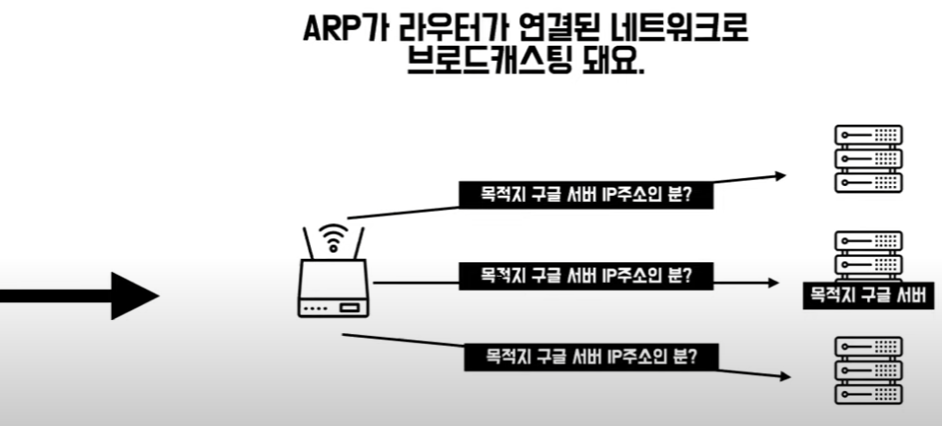 ARP가 라우터가 연결된 네트워크로
브로드캐스팅 돼요.
목적지 구글 서버 IP주소인 분?
목적지 구글 서버 IP주소인 분?
목적지 구글 서버
목적지 구글 서버 IP주소인 분?